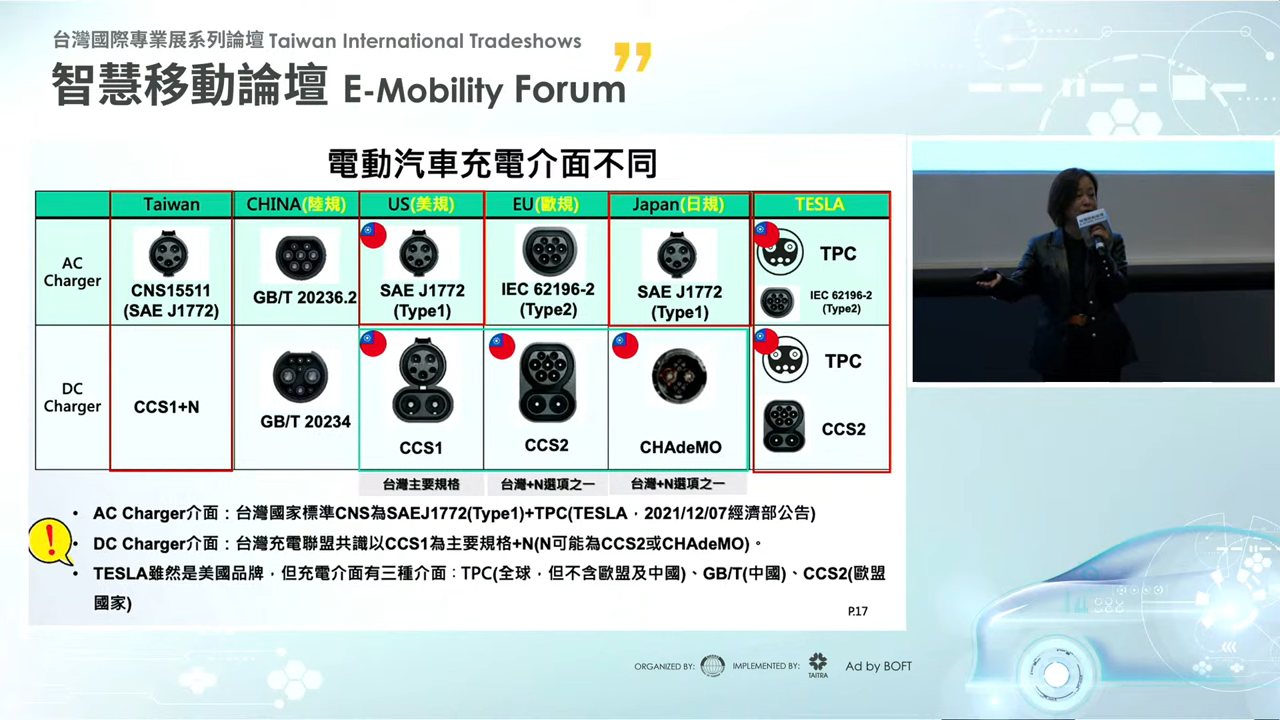 台灣國際專業展系列論壇 Taiwan International Tradeshows
智慧移動論壇 E-Mobility Forum
電動汽車充電介面不同
Taiwan CHINA(陸規) US(美規) EU(歐規) Japan(日規) TESLA
AC Charger
CNS15511 (SAE J1772)
GB/T 20236.2
SAE J1772 (Type1)
IEC 62196-2 (Type2)
SAE J1772 (Type1)
TPC
IEC 62196-2 (Type2)
DC Charger
CCS1+N
GB/T 20234
CCS1
CCS2
CHAdeMO
TPC
CCS2
台灣主要規格 台灣+N選項之一 台灣+N選項之一
• AC Charger介面：台灣國家標準CNS為SAEJ1772(Type1)+TPC(TESLA，2021/12/07經濟部公告)
• DC Charger介面：台灣充電聯盟共識以CCS1為主要規格+N(N可能為CCS2或CHAdeMO)。
• TESLA雖然是美國品牌，但充電介面有三種介面：TPC(全球，但不含歐盟及中國)、GB/T(中國)、CCS2(歐盟
國家)
P.17
ORGANIZED BY: IMPLEMENTED BY: TAITRA Ad by BOFT